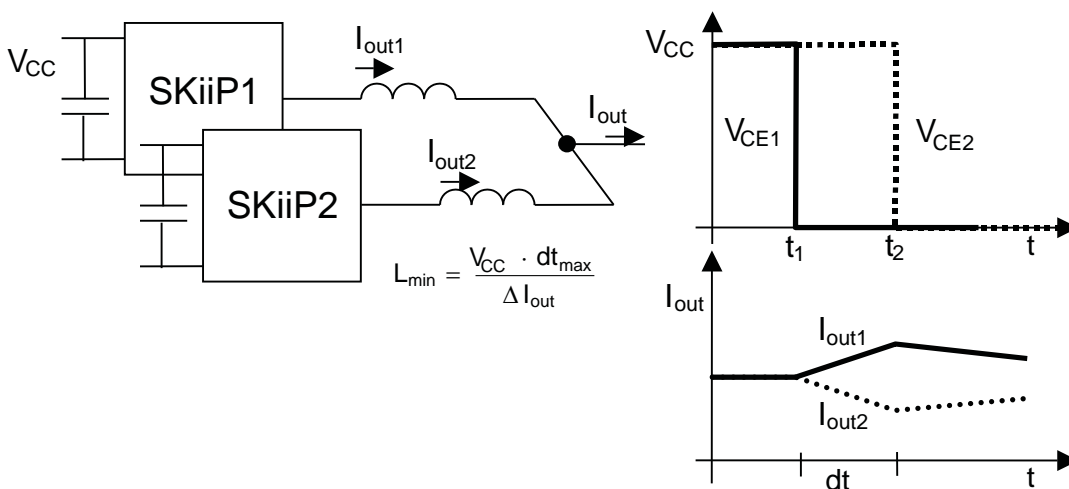 V_CC
SKiiP1
I_out1
I_out
SKiiP2
I_out2
L_min = V_CC · dt_max / Δ I_out
V_CC
V_CE1
V_CE2
t_1
t_2
t
I_out
I_out1
I_out2
dt
t